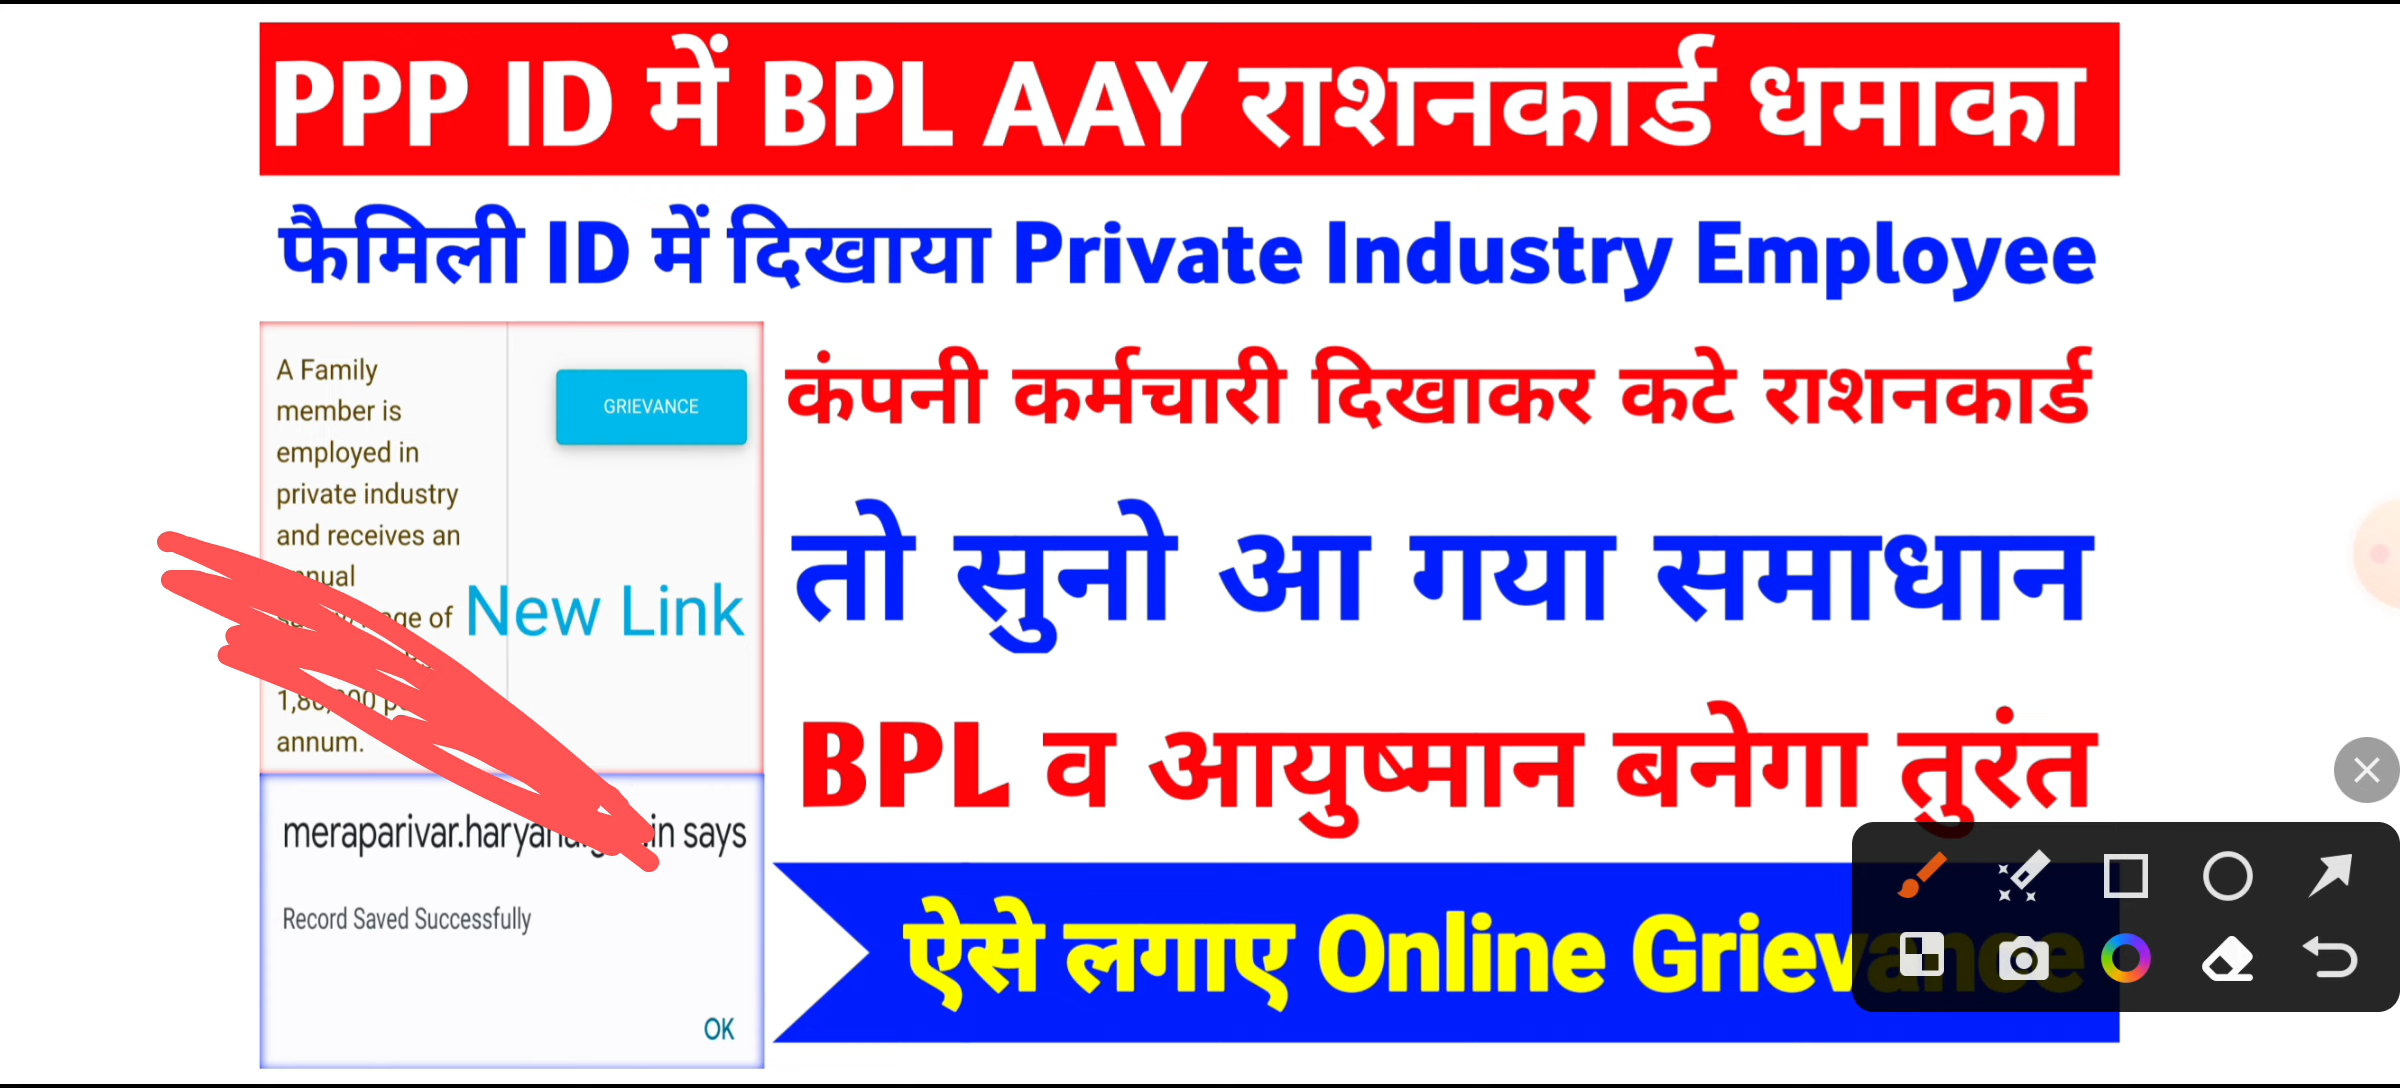 PPP ID में BPL AAY राशनकार्ड धमाका
फैमिली ID में दिखाया Private Industry Employee
A Family
member is
employed in
private industry
and receives an
of
annum.
GRIEVANCE
New Link
कंपनी कर्मचारी दिखाकर कटे राशनकार्ड
तो सुनो आ गया समाधान
BPL व आयुष्मान बनेगा तुरंत
says
Record Saved Successfully
OK
ऐसे लगाए Online Grievance